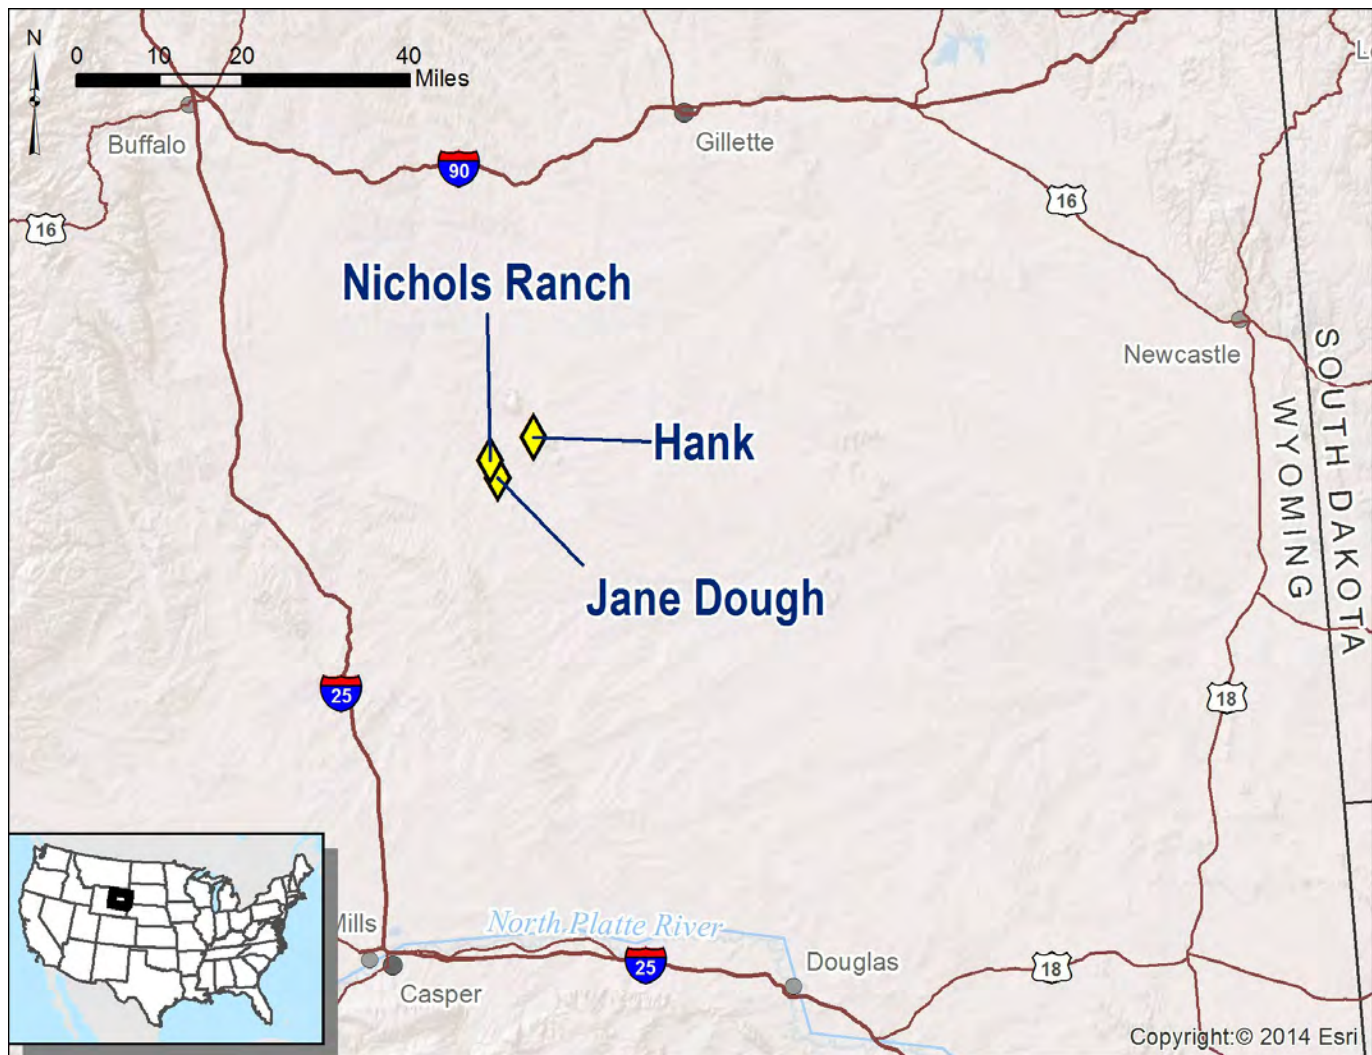 N
0 10 20 40
Miles
Buffalo
Gillette
90
16
16
Nichols Ranch
Newcastle
Hank
SOUTH DAKOTA
WYOMING
Jane Dough
25
18
North Platte River
Mills
25
Douglas
18
Casper
Copyright:© 2014 Esri